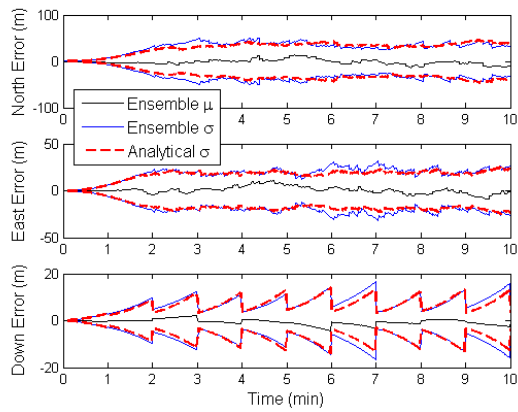 North Error (m)
100
0
-100
0 1 2 3 4 5 6 7 8 9 10
Ensemble μ
Ensemble σ
Analytical σ
East Error (m)
50
0
-50
0 1 2 3 4 5 6 7 8 9 10
Down Error (m)
20
0
-20
0 1 2 3 4 5 6 7 8 9 10
Time (min)